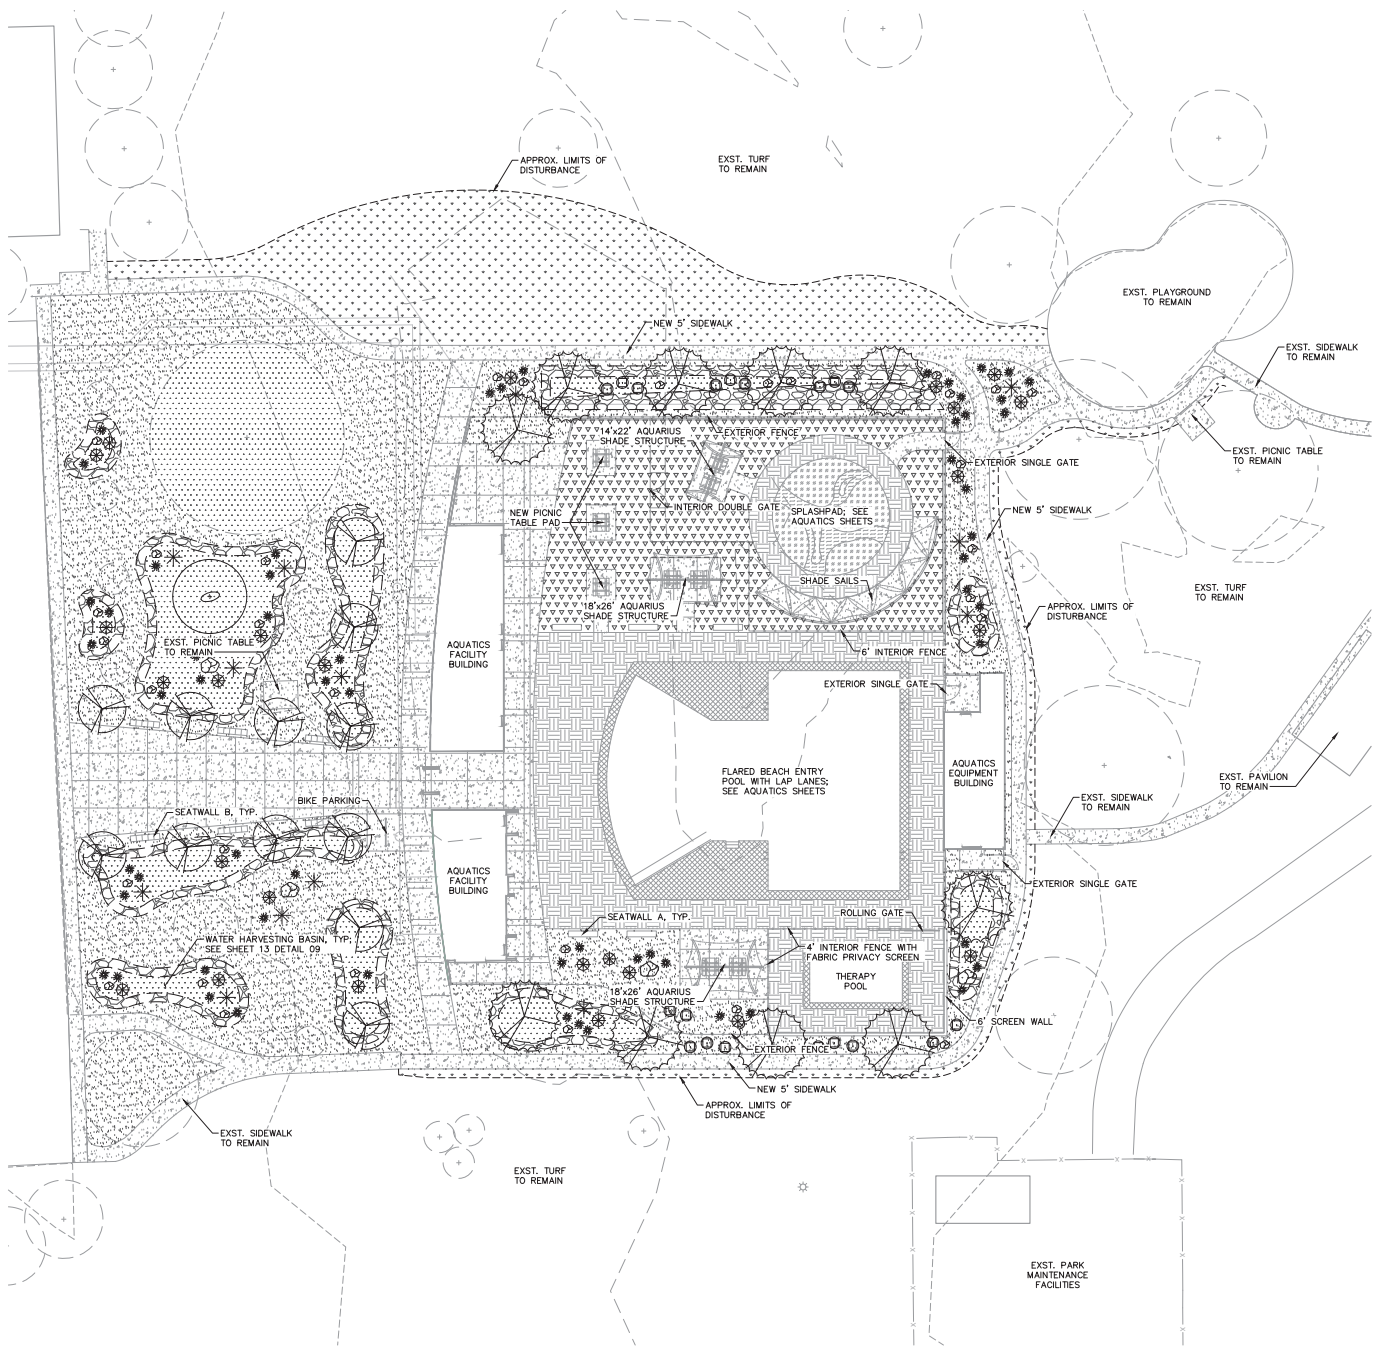 APPROX. LIMITS OF
DISTURBANCE
EXST. TURF
TO REMAIN
EXST. PLAYGROUND
TO REMAIN
NEW 5' SIDEWALK
EXST. SIDEWALK
TO REMAIN
14'x22' AQUARIUS
SHADE STRUCTURE
EXTERIOR FENCE
EXTERIOR SINGLE GATE
EXST. PICNIC TABLE
TO REMAIN
NEW PICNIC
TABLE PAD
INTERIOR DOUBLE GATE
SPLASHPAD; SEE
AQUATICS SHEETS
NEW 5' SIDEWALK
SHADE SAILS
EXST. TURF
TO REMAIN
18'x26' AQUARIUS
SHADE STRUCTURE
APPROX. LIMITS OF
DISTURBANCE
EXST. PICNIC TABLE
TO REMAIN
AQUATICS
FACILITY
BUILDING
6' INTERIOR FENCE
EXTERIOR SINGLE GATE
FLARED BEACH ENTRY
POOL WITH LAP LANES;
SEE AQUATICS SHEETS
AQUATICS
EQUIPMENT
BUILDING
EXST. PAVILION
TO REMAIN
BIKE PARKING
SEATWALL B, TYP.
EXST. SIDEWALK
TO REMAIN
AQUATICS
FACILITY
BUILDING
EXTERIOR SINGLE GATE
SEATWALL A, TYP.
ROLLING GATE
WATER HARVESTING BASIN, TYP;
SEE SHEET 13 DETAIL 09
4' INTERIOR FENCE WITH
FABRIC PRIVACY SCREEN
THERAPY
POOL
18'x26' AQUARIUS
SHADE STRUCTURE
6' SCREEN WALL
EXTERIOR FENCE
NEW 5' SIDEWALK
APPROX. LIMITS OF
DISTURBANCE
EXST. SIDEWALK
TO REMAIN
EXST. TURF
TO REMAIN
EXST. PARK
MAINTENANCE
FACILITIES